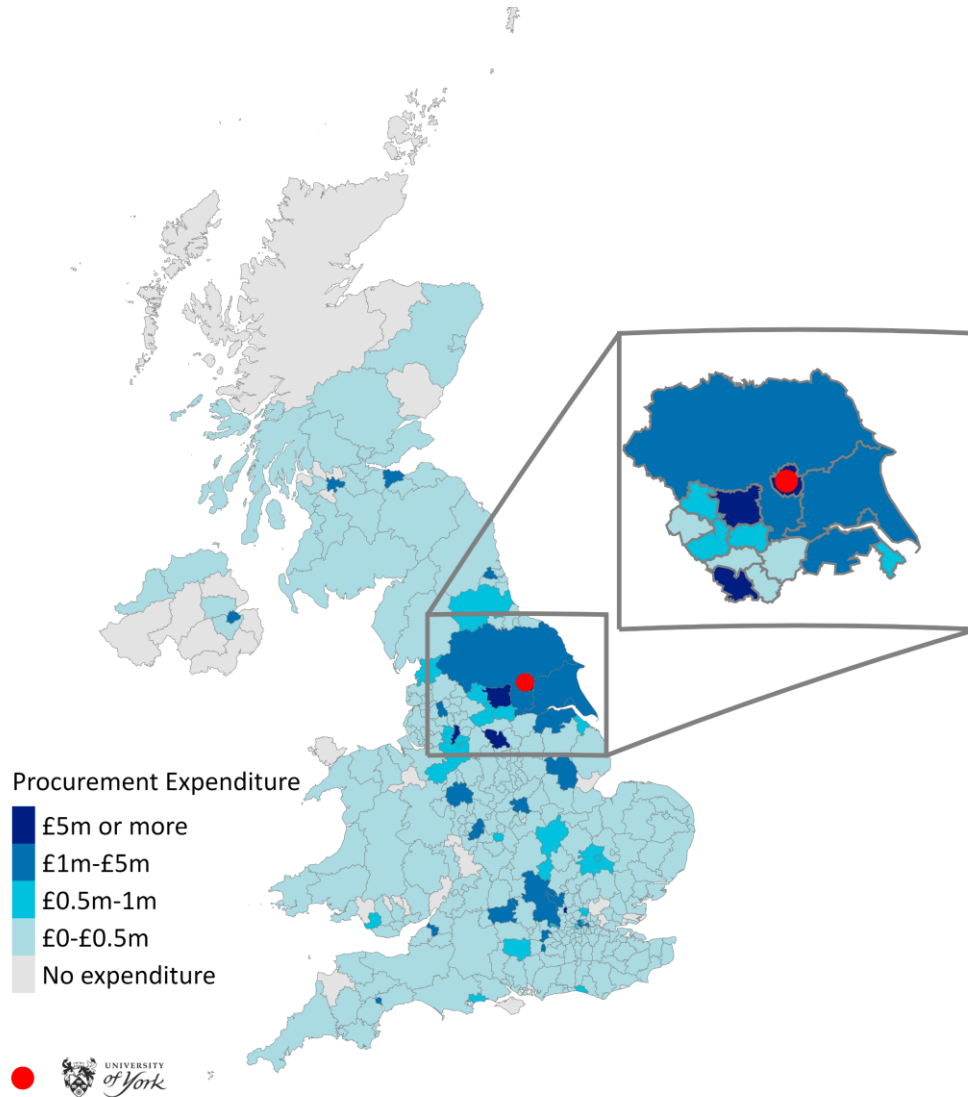 Procurement Expenditure
£5m or more
£1m-£5m
£0.5m-1m
£0-£0.5m
No expenditure
UNIVERSITY
of York